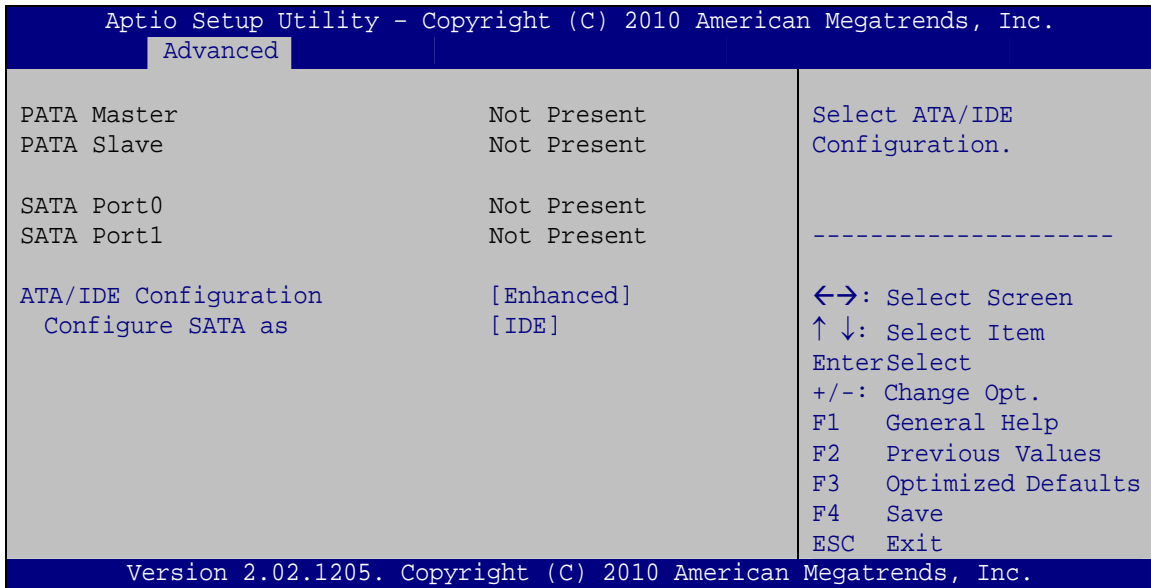 Aptio Setup Utility – Copyright (C) 2010 American Megatrends, Inc.
Advanced
PATA Master Not Present
PATA Slave Not Present
SATA Port0 Not Present
SATA Port1 Not Present
ATA/IDE Configuration [Enhanced]
Configure SATA as [IDE]
Select ATA/IDE
Configuration.
---------------------
←→: Select Screen
↑ ↓: Select Item
EnterSelect
+/-: Change Opt.
F1 General Help
F2 Previous Values
F3 Optimized Defaults
F4 Save
ESC Exit
Version 2.02.1205. Copyright (C) 2010 American Megatrends, Inc.